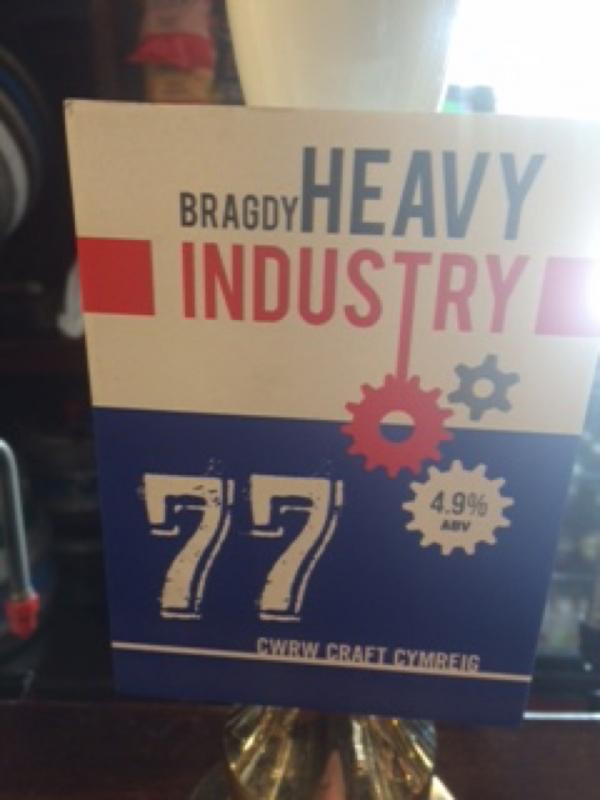 BRAGDY HEAVY
INDUSTRY
77
4.9%
ABV
CWRW CRAFT CYMREIG